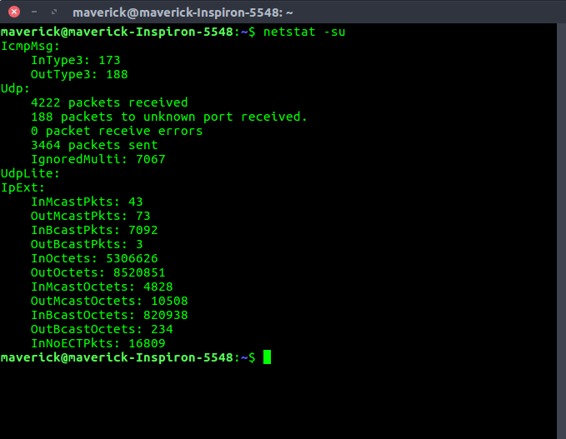 maverick@maverick-Inspiron-5548: ~
maverick@maverick-Inspiron-5548:~$ netstat -su
IcmpMsg:
    InType3: 173
    OutType3: 188
Udp:
    4222 packets received
    188 packets to unknown port received.
    0 packet receive errors
    3464 packets sent
    IgnoredMulti: 7067
UdpLite:
IpExt:
    InMcastPkts: 43
    OutMcastPkts: 73
    InBcastPkts: 7092
    OutBcastPkts: 3
    InOctets: 5306626
    OutOctets: 8520851
    InMcastOctets: 4828
    OutMcastOctets: 10508
    InBcastOctets: 820938
    OutBcastOctets: 234
    InNoECTPkts: 16809
maverick@maverick-Inspiron-5548:~$